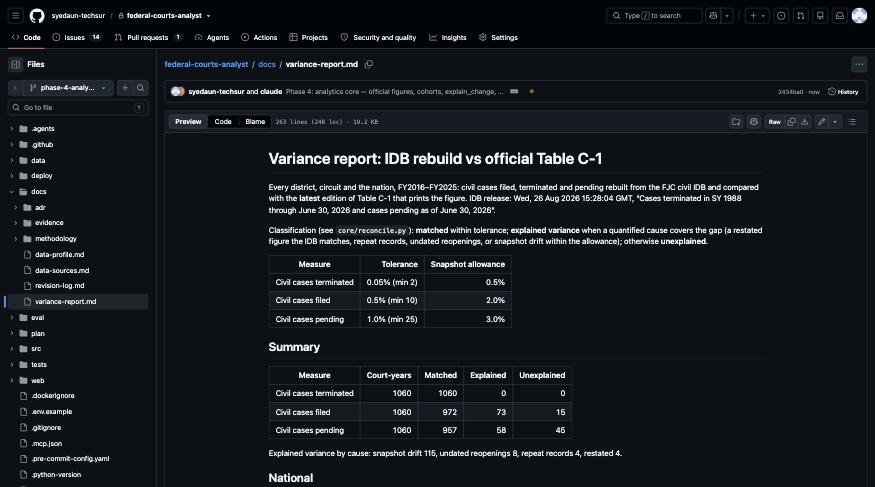 syedaun-techsur / federal-courts-analyst
Type / to search
Code
Issues 14
Pull requests 1
Agents
Actions
Projects
Security and quality
Insights
Settings
Files
phase-4-analy...
Go to file
.agents
.github
data
deploy
docs
adr
evidence
methodology
data-profile.md
data-sources.md
revision-log.md
variance-report.md
eval
plan
src
tests
web
.dockerignore
.env.example
.gitignore
.mcp.json
.pre-commit-config.yaml
.python-version
federal-courts-analyst / docs / variance-report.md
syedaun-techsur and claude Phase 4: analytics core — official figures, cohorts, explain_change, ...
2434ba0 · now History
Preview Code Blame 263 lines (248 loc) · 19.2 KB
Raw
Variance report: IDB rebuild vs official Table C-1
Every district, circuit and the nation, FY2016–FY2025: civil cases filed, terminated and pending rebuilt from the FJC civil IDB and compared
with the latest edition of Table C-1 that prints the figure. IDB release: Wed, 26 Aug 2026 15:28:04 GMT, "Cases terminated in SY 1988
through June 30, 2026 and cases pending as of June 30, 2026".
Classification (see core/reconcile.py): matched within tolerance; explained variance when a quantified cause covers the gap (a restated
figure the IDB matches, repeat records, undated reopenings, or snapshot drift within the allowance); otherwise unexplained.
Measure Tolerance Snapshot allowance
Civil cases terminated 0.05% (min 2) 0.5%
Civil cases filed 0.5% (min 10) 2.0%
Civil cases pending 1.0% (min 25) 3.0%
Summary
Measure Court-years Matched Explained Unexplained
Civil cases terminated 1060 1060 0 0
Civil cases filed 1060 972 73 15
Civil cases pending 1060 957 58 45
Explained variance by cause: snapshot drift 115, undated reopenings 8, repeat records 4, restated 4.
National